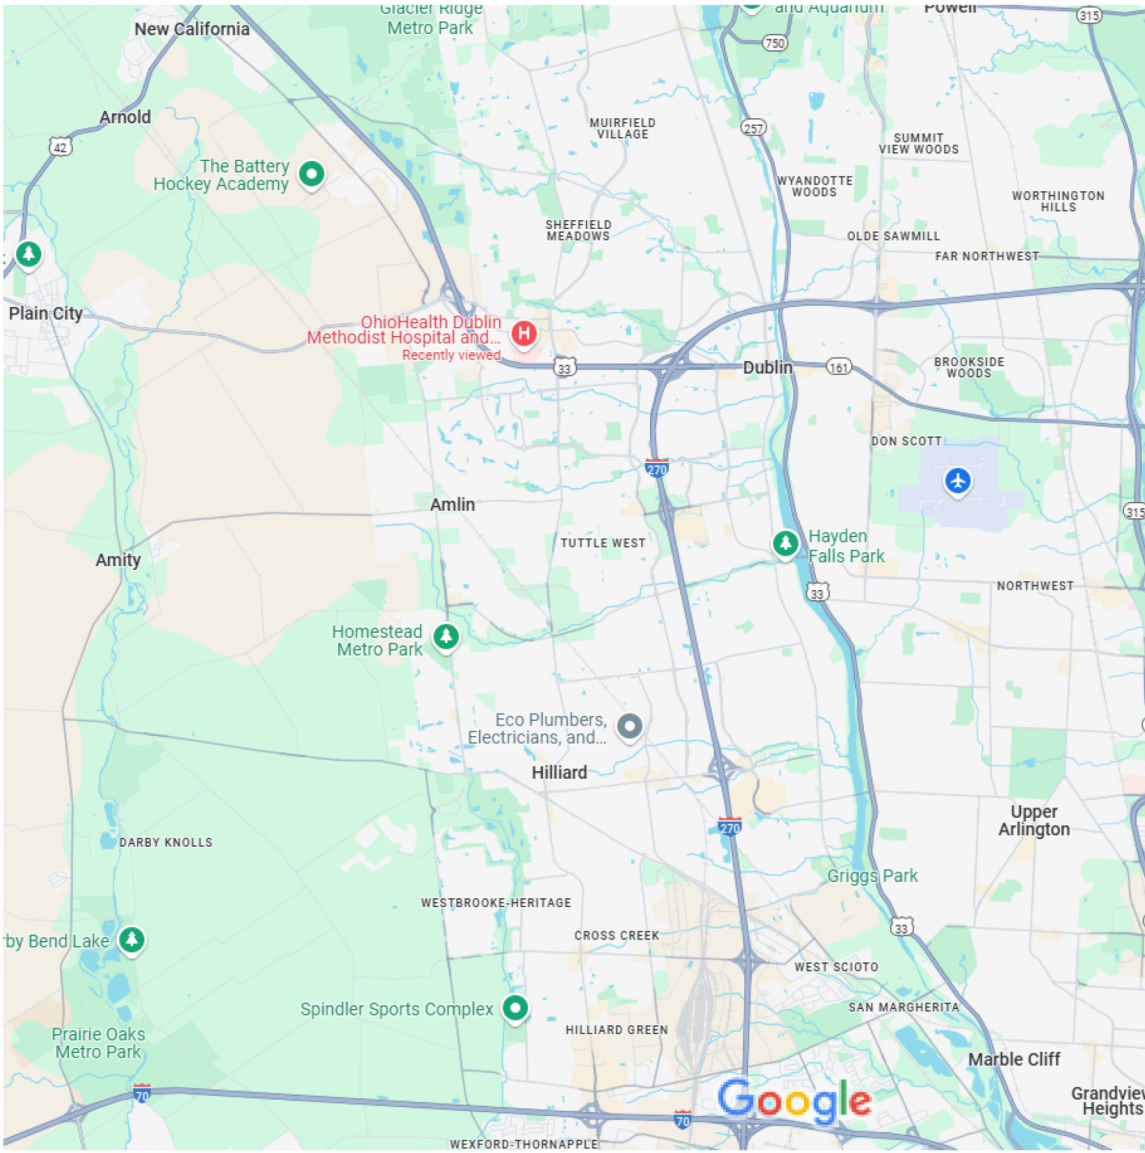 Glacier Ridge
Metro Park
and Aquarium
Powell
315
New California
750
MUIRFIELD
VILLAGE
257
Arnold
42
SUMMIT
VIEW WOODS
The Battery
Hockey Academy
WYANDOTTE
WOODS
WORTHINGTON
HILLS
SHEFFIELD
MEADOWS
OLDE SAWMILL
FAR NORTHWEST
Plain City
OhioHealth Dublin
Methodist Hospital and...
Recently viewed
H
33
Dublin
161
BROOKSIDE
WOODS
DON SCOTT
270
Amlin
315
TUTTLE WEST
Hayden
Falls Park
Amity
33
NORTHWEST
Homestead
Metro Park
Eco Plumbers,
Electricians, and...
Hilliard
270
Upper
Arlington
DARBY KNOLLS
Griggs Park
WESTBROOKE-HERITAGE
33
CROSS CREEK
rby Bend Lake
WEST SCIOTO
Spindler Sports Complex
SAN MARGHERITA
HILLIARD GREEN
Prairie Oaks
Metro Park
Marble Cliff
70
Google
Grandview
Heights
70
WEXFORD-THORNAPPLE